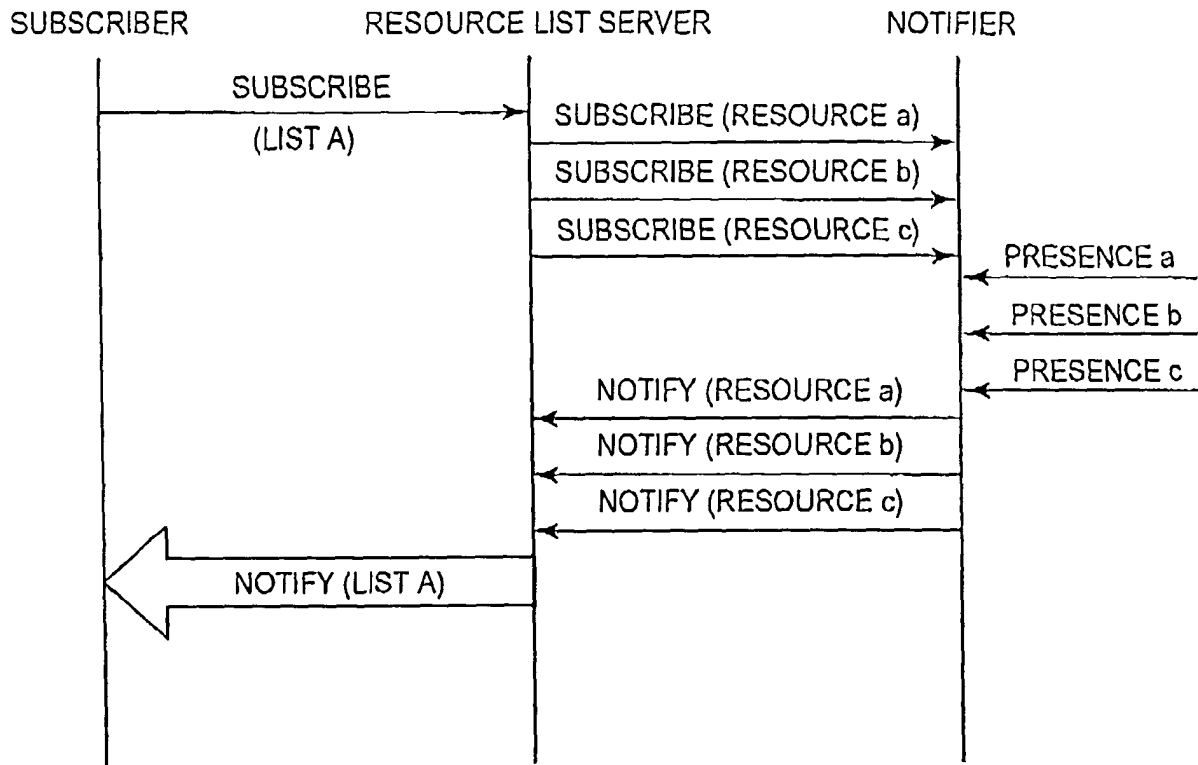 SUBSCRIBER
RESOURCE LIST SERVER
NOTIFIER
SUBSCRIBE
(LIST A)
SUBSCRIBE (RESOURCE a)
SUBSCRIBE (RESOURCE b)
SUBSCRIBE (RESOURCE c)
PRESENCE a
PRESENCE b
PRESENCE c
NOTIFY (RESOURCE a)
NOTIFY (RESOURCE b)
NOTIFY (RESOURCE c)
NOTIFY (LIST A)